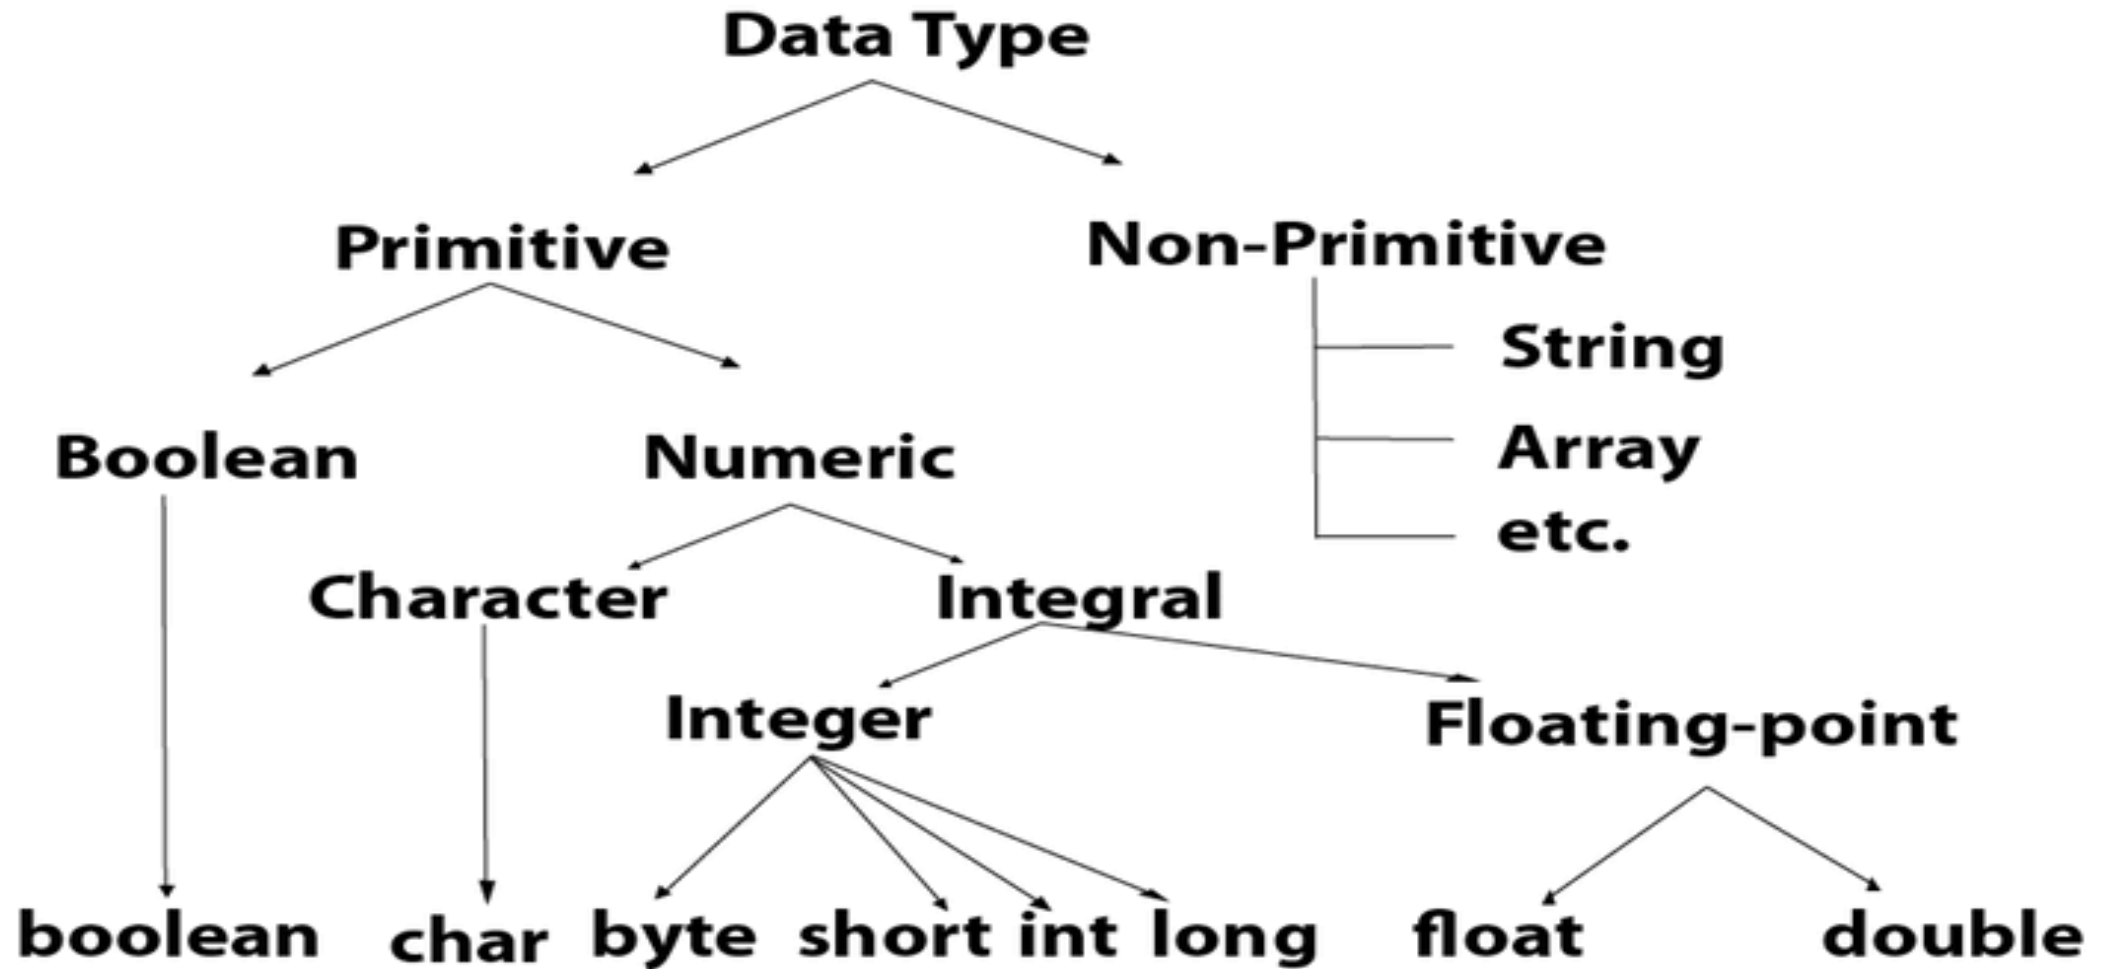 Data Type
Primitive
Non-Primitive
String
Array
etc.
Boolean
Numeric
Character
Integral
Integer
Floating-point
boolean
char
byte
short
int
long
float
double